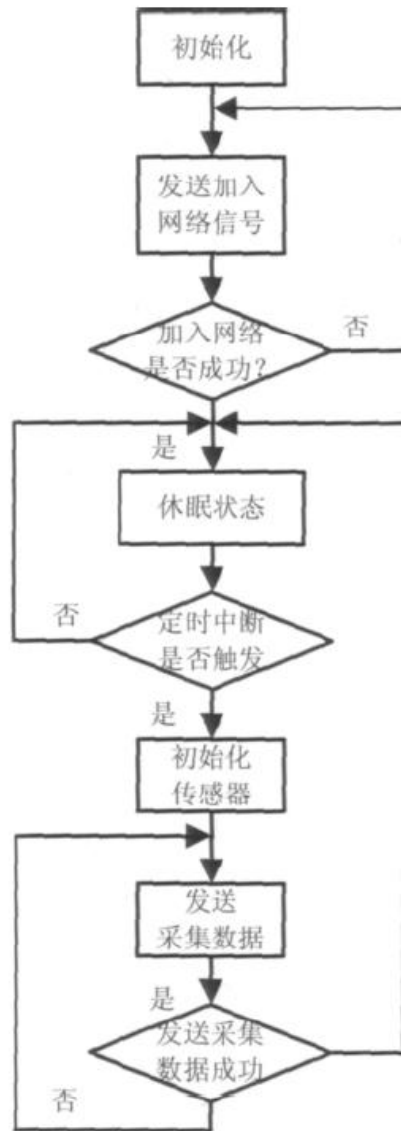 初始化
发送加入
网络信号
加入网络
是否成功？
否
是
休眠状态
定时中断
是否触发
否
是
初始化
传感器
发送
采集数据
是
发送采集
数据成功
否